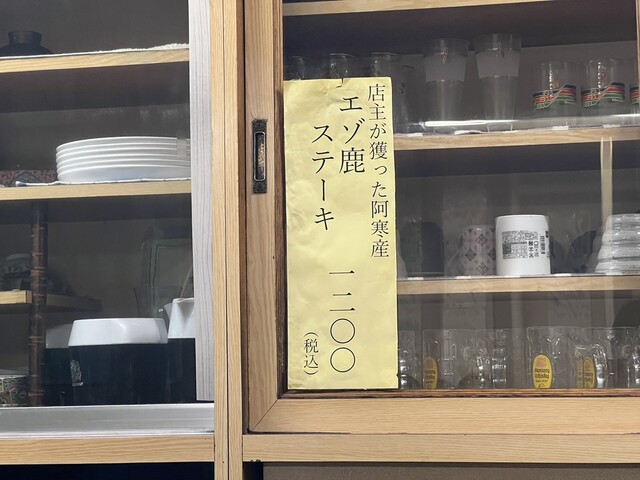 店主が獲った阿寒産
エゾ鹿
ステーキ
一二〇〇
（税込）